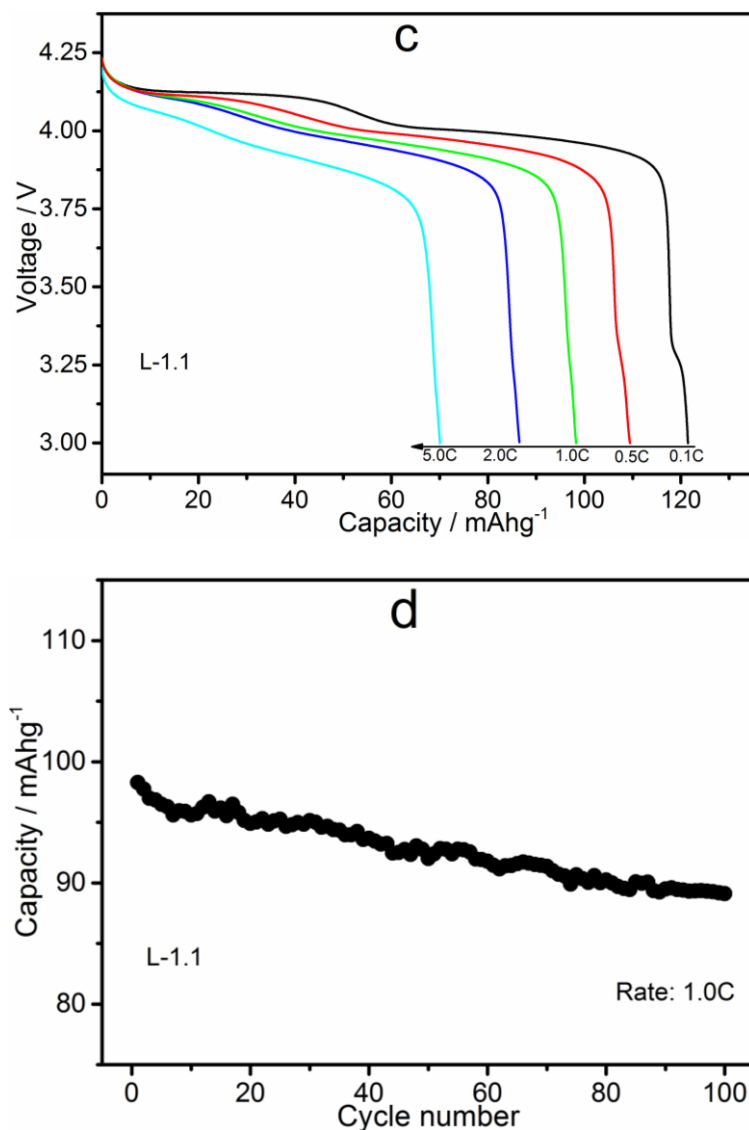 c
4.25
4.00
3.75
3.50
3.25
3.00
Voltage / V
L-1.1
5.0C 2.0C 1.0C 0.5C 0.1C
0 20 40 60 80 100 120
Capacity / mAhg⁻¹
d
110
100
90
80
Capacity / mAhg⁻¹
L-1.1
Rate: 1.0C
0 20 40 60 80 100
Cycle number